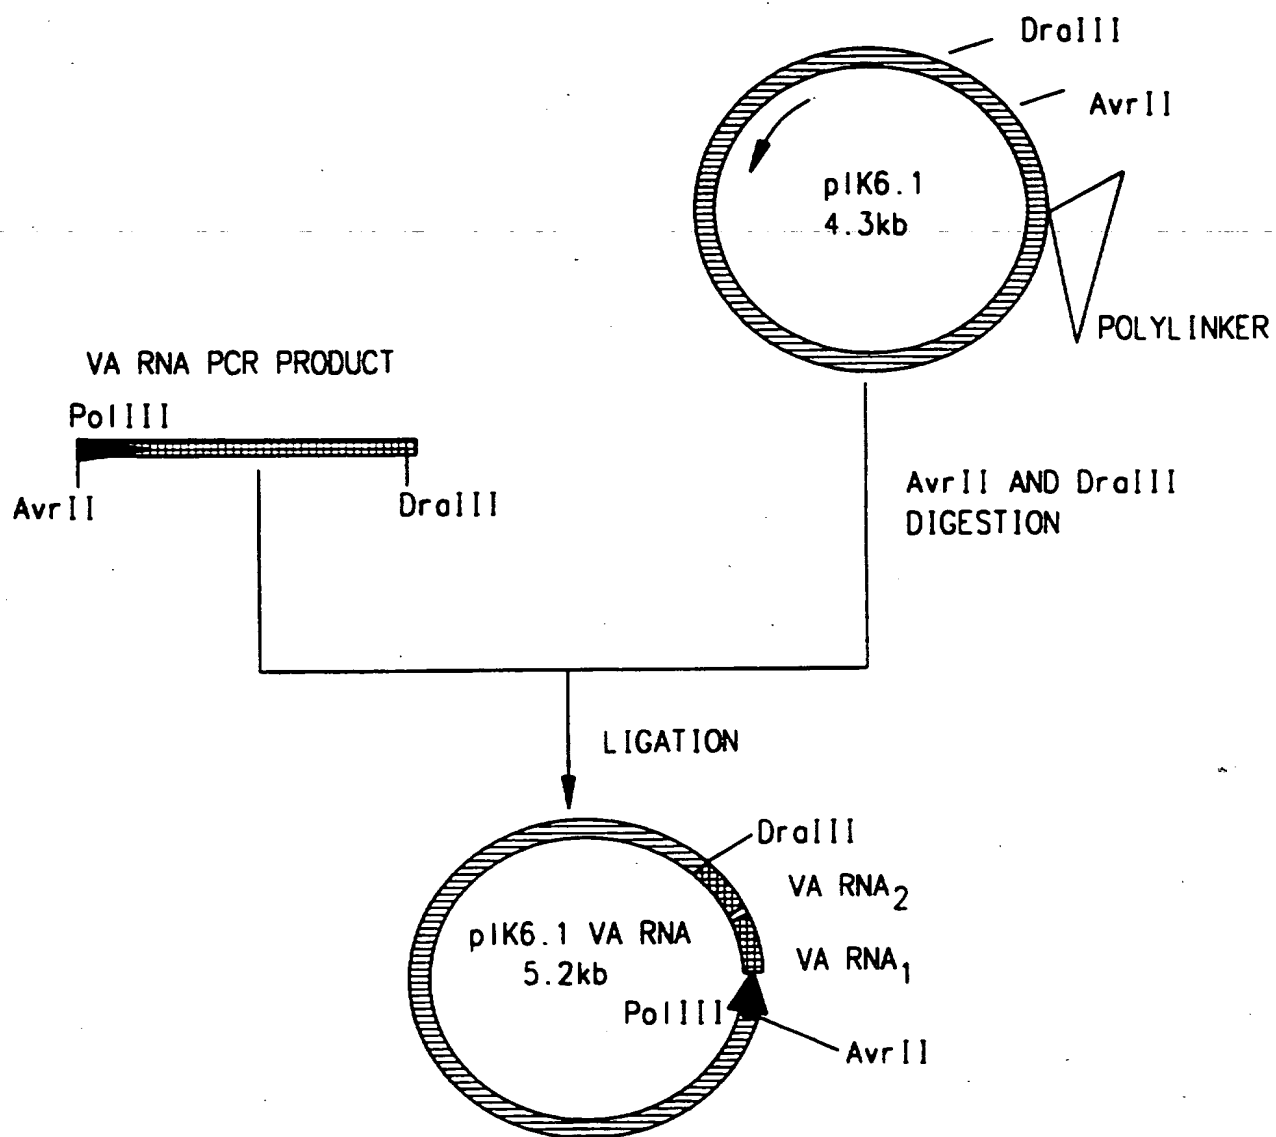 DraIII
AvrII
pIK6.1
4.3kb
POLYLINKER
VA RNA PCR PRODUCT
PolIII
AvrII
DraIII
AvrII AND DraIII
DIGESTION
LIGATION
DraIII
VA RNA2
pIK6.1 VA RNA
5.2kb
VA RNA1
PolIII
AvrII